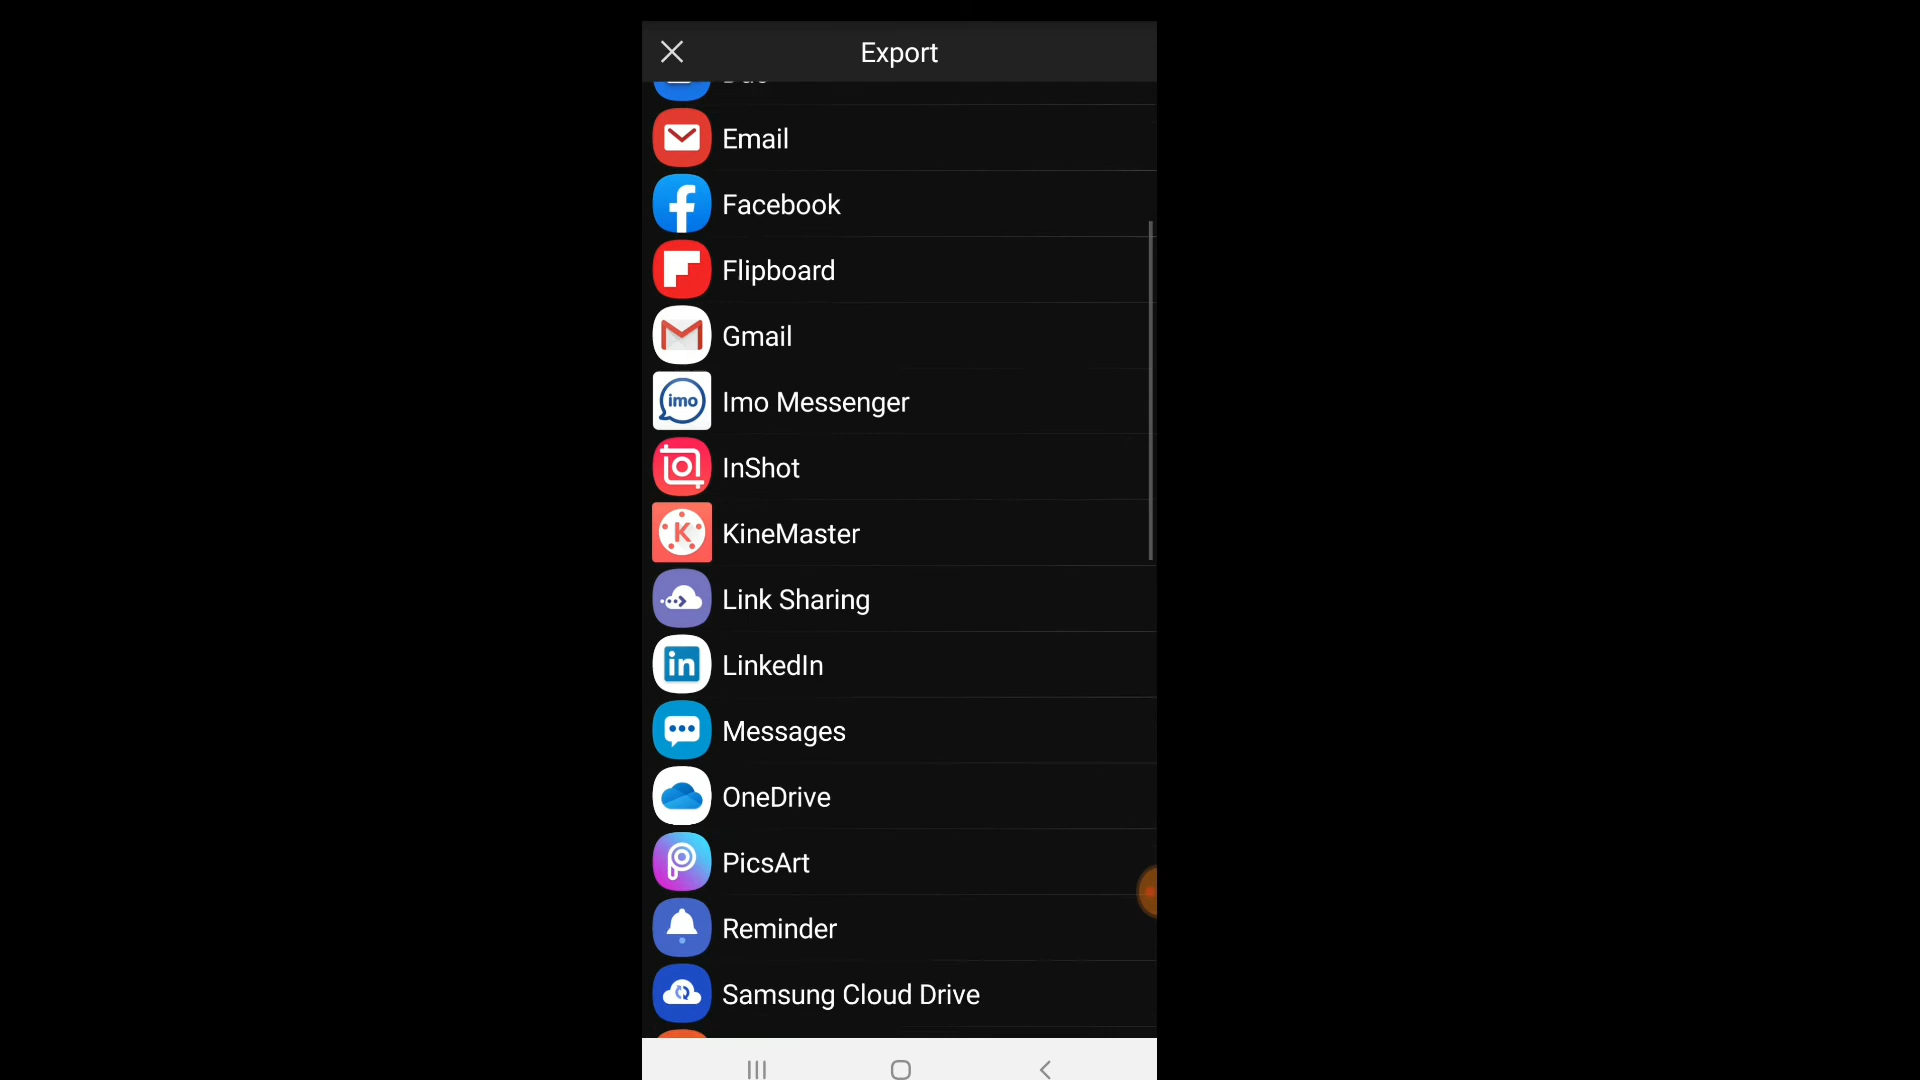 Export
Email
Facebook
Flipboard
Gmail
imo
Imo Messenger
InShot
K
KineMaster
Link Sharing
in
LinkedIn
Messages
OneDrive
PicsArt
Reminder
Samsung Cloud Drive